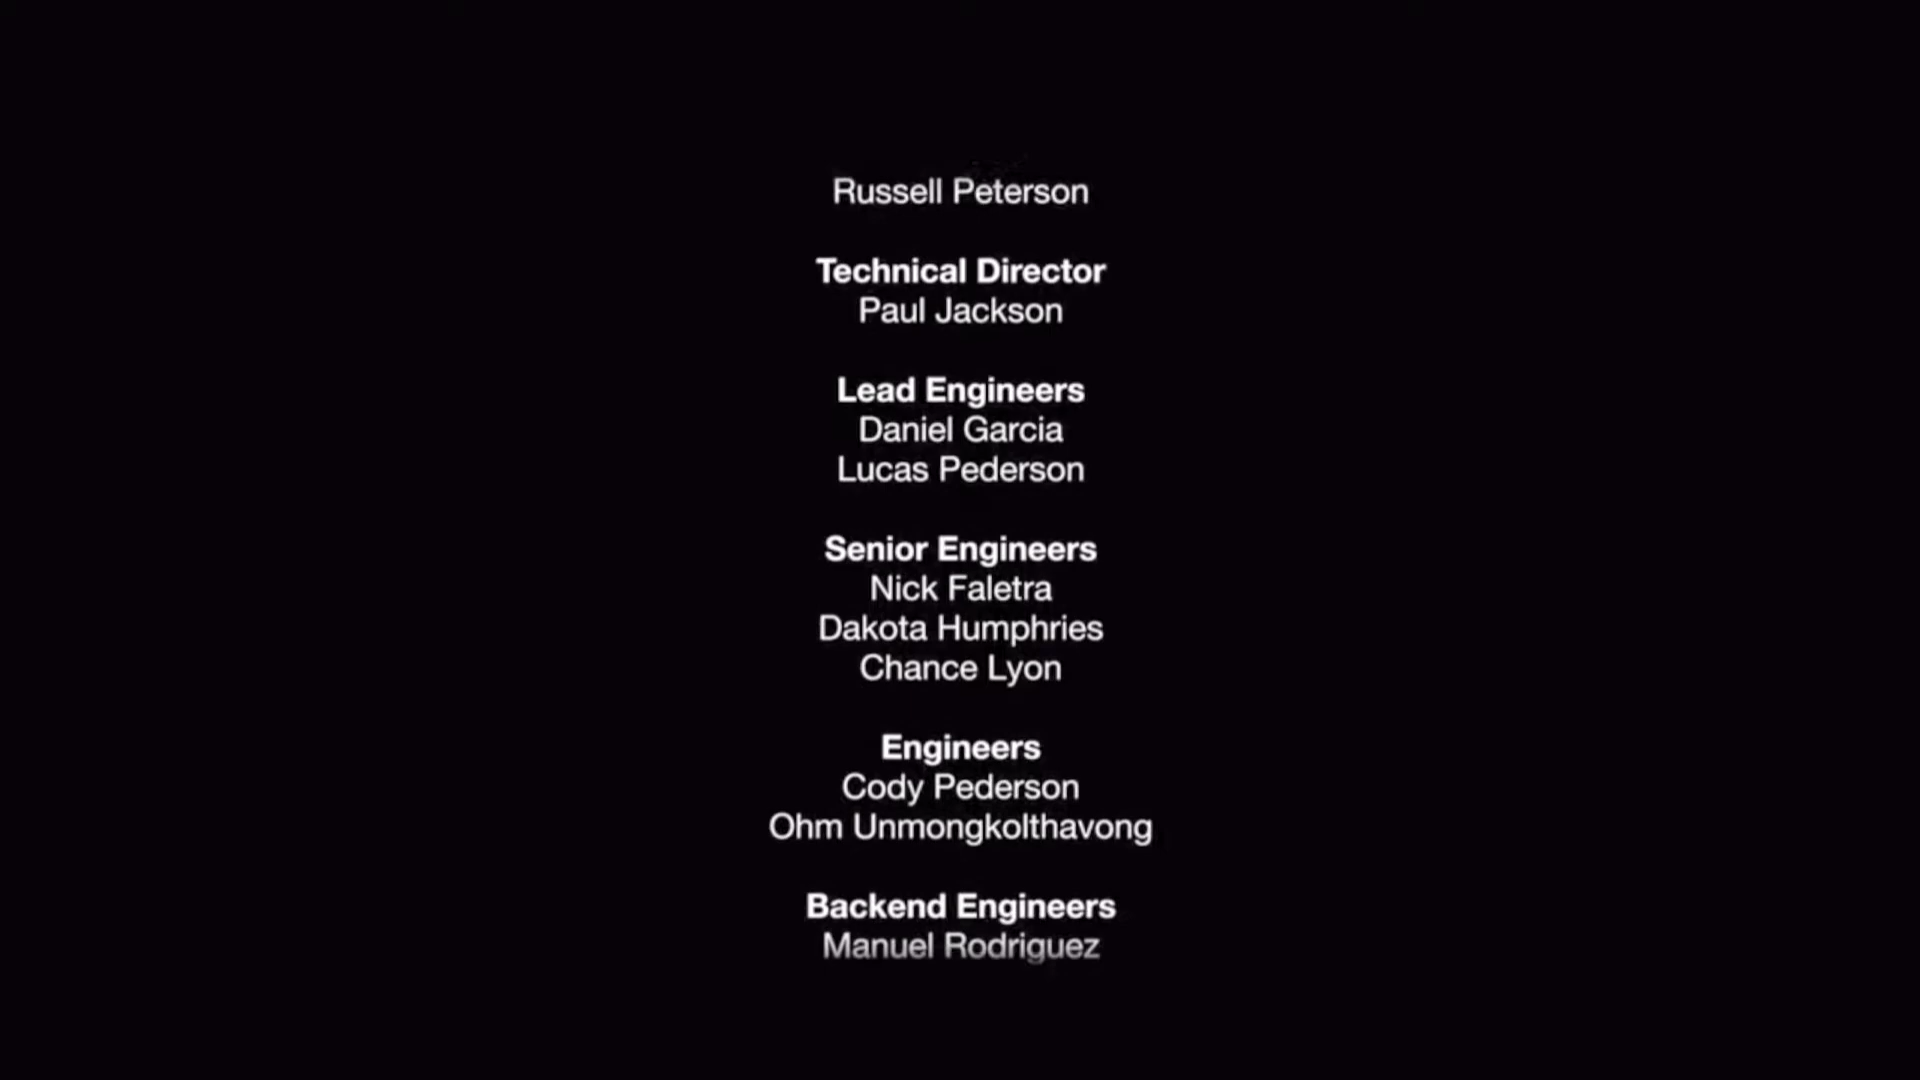 Russell Peterson
Technical Director
Paul Jackson
Lead Engineers
Daniel Garcia
Lucas Pederson
Senior Engineers
Nick Faletra
Dakota Humphries
Chance Lyon
Engineers
Cody Pederson
Ohm Unmongkolthavong
Backend Engineers
Manuel Rodriguez